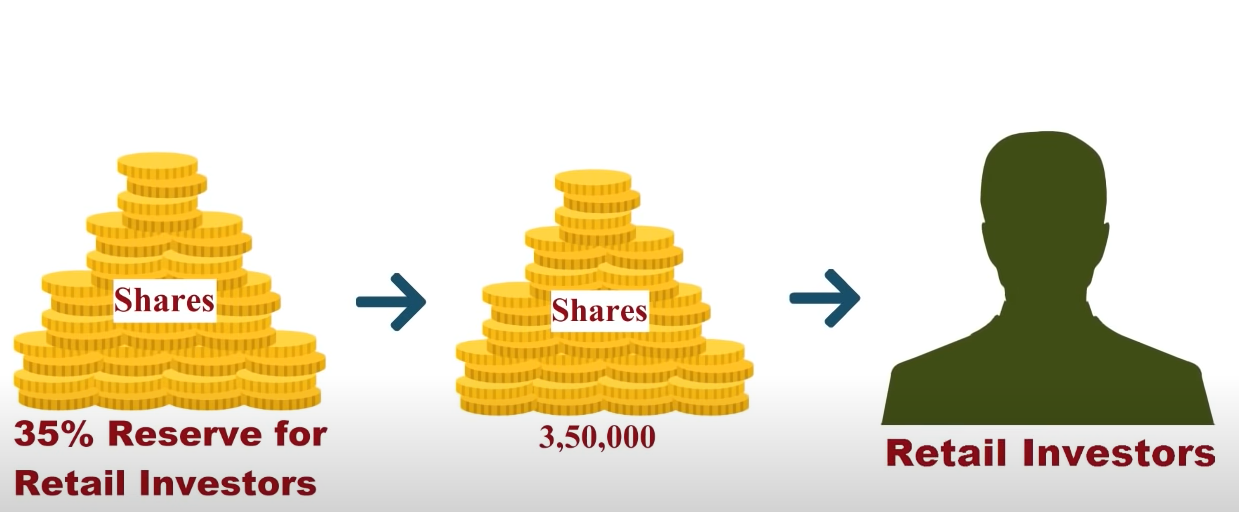 Shares
35% Reserve for
Retail Investors
Shares
3,50,000
Retail Investors